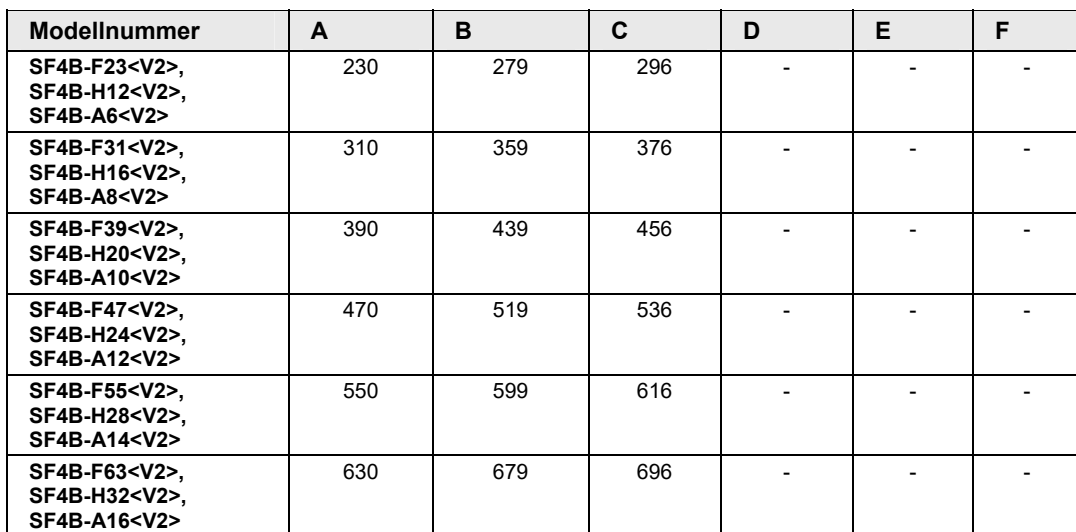 Modellnummer A B C D E F
SF4B-F23<V2>, 230 279 296 - - -
SF4B-H12<V2>,
SF4B-A6<V2>
SF4B-F31<V2>, 310 359 376 - - -
SF4B-H16<V2>,
SF4B-A8<V2>
SF4B-F39<V2>, 390 439 456 - - -
SF4B-H20<V2>,
SF4B-A10<V2>
SF4B-F47<V2>, 470 519 536 - - -
SF4B-H24<V2>,
SF4B-A12<V2>
SF4B-F55<V2>, 550 599 616 - - -
SF4B-H28<V2>,
SF4B-A14<V2>
SF4B-F63<V2>, 630 679 696 - - -
SF4B-H32<V2>,
SF4B-A16<V2>